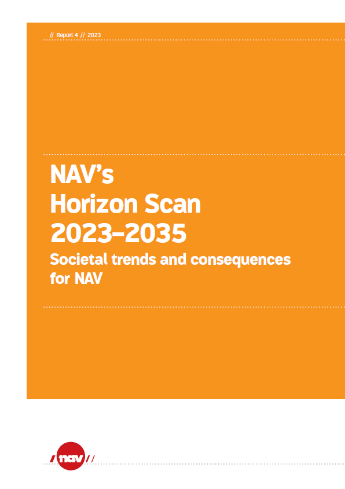 // Report 4 // 2023
NAV's
Horizon Scan
2023–2035
Societal trends and consequences
for NAV
/ nav //